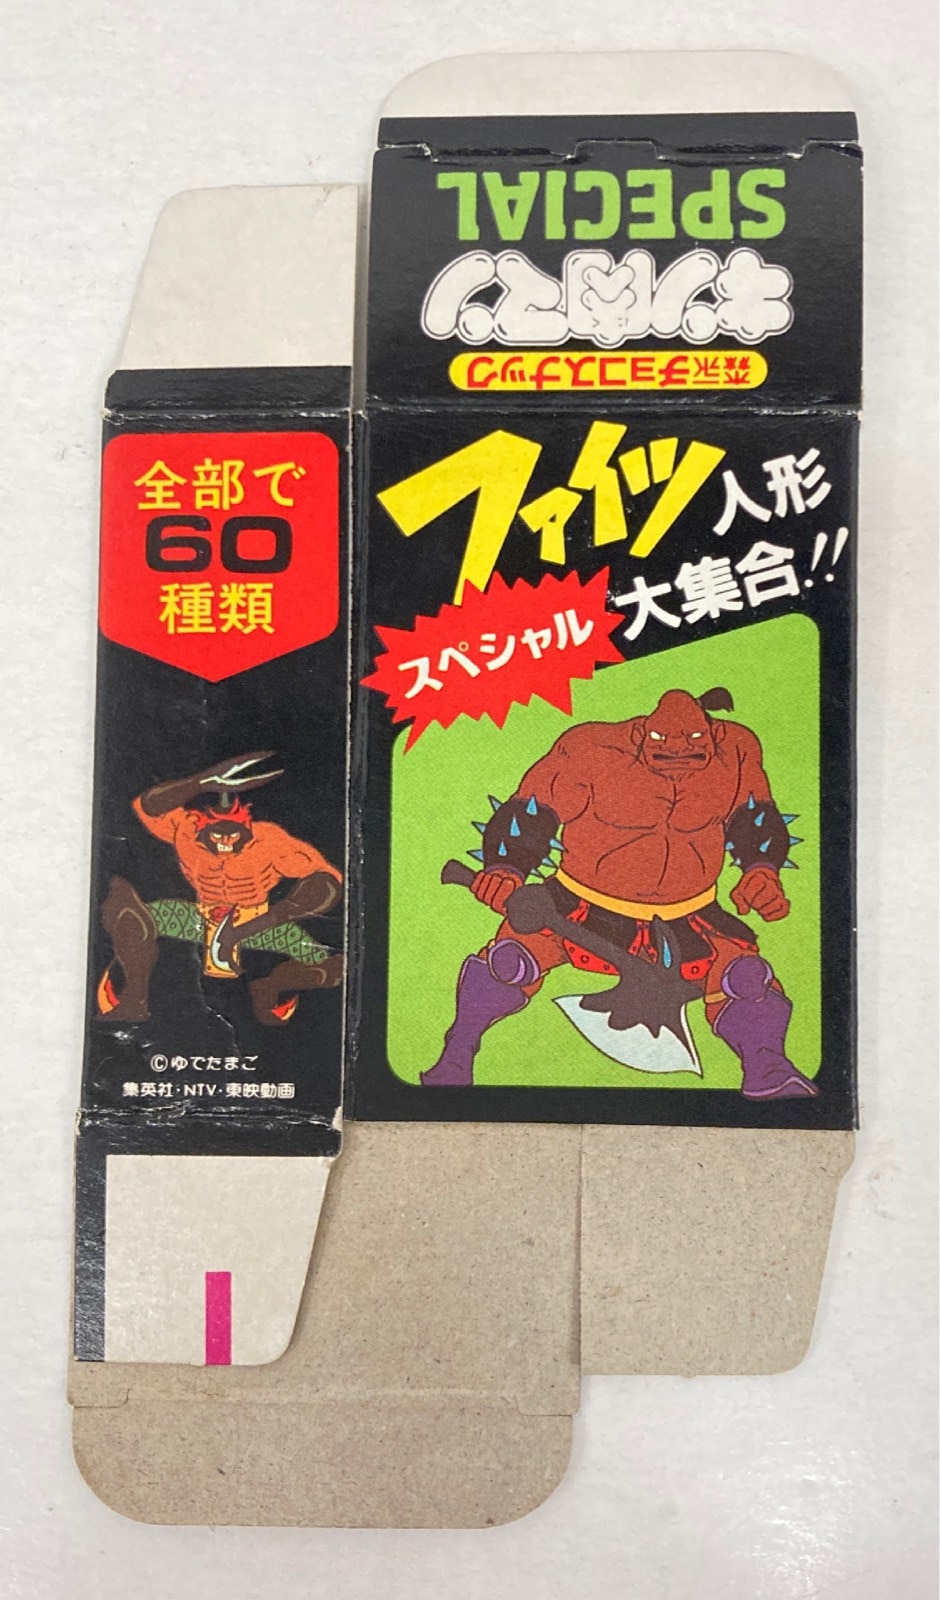 SPECIAL
キン肉マン
森永チョコスナック
ファイツ人形
大集合!!
スペシャル
全部で
60
種類
©ゆでたまご
集英社・NTV・東映動画